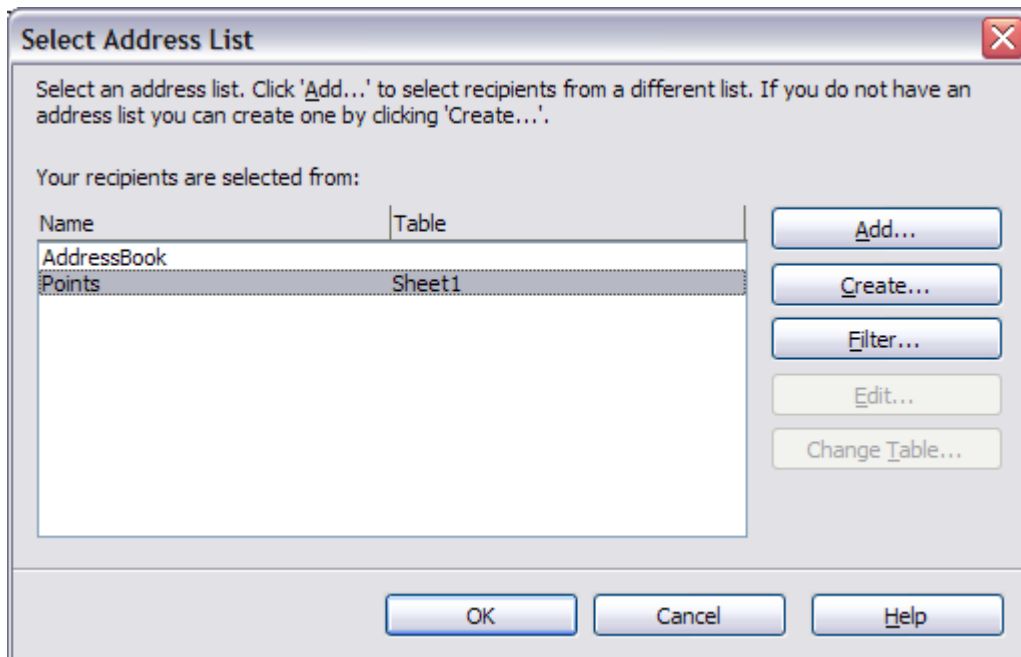 Select Address List
Select an address list. Click 'Add...' to select recipients from a different list. If you do not have an
address list you can create one by clicking 'Create...'.
Your recipients are selected from:
Name Table
AddressBook
Points Sheet1
Add...
Create...
Filter...
Edit...
Change Table...
OK Cancel Help